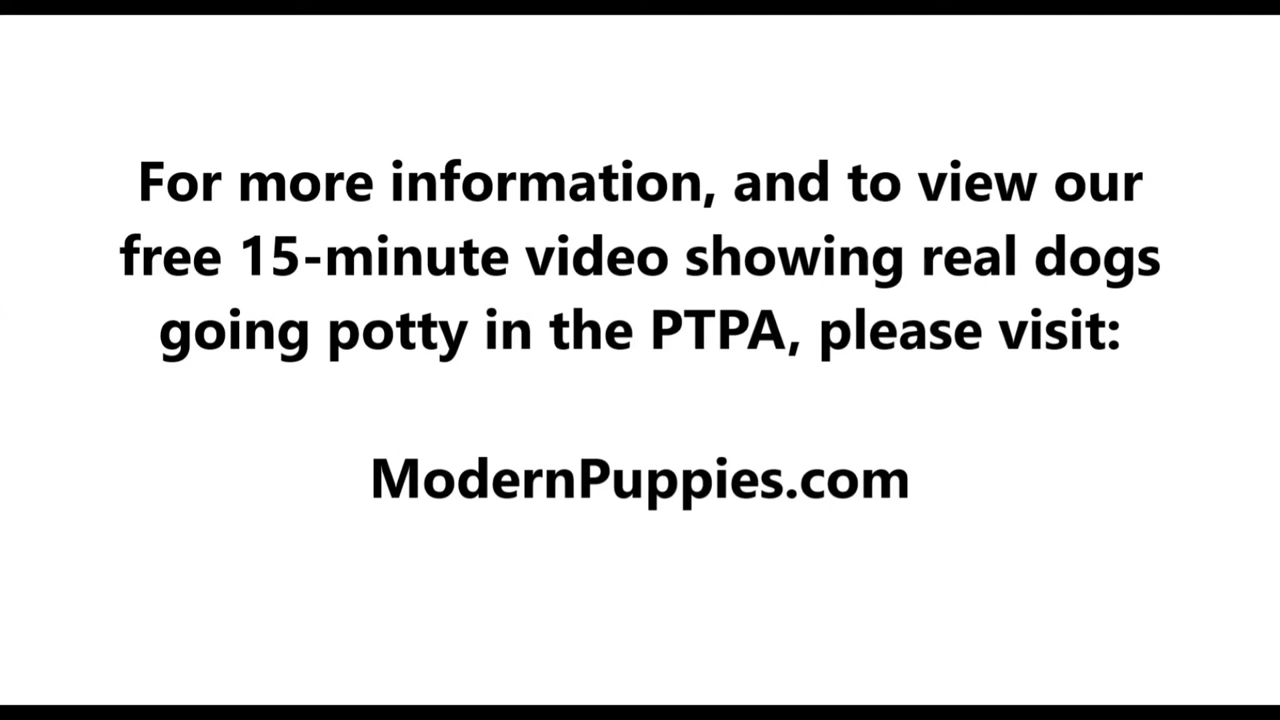 For more information, and to view our
free 15-minute video showing real dogs
going potty in the PTPA, please visit:
ModernPuppies.com